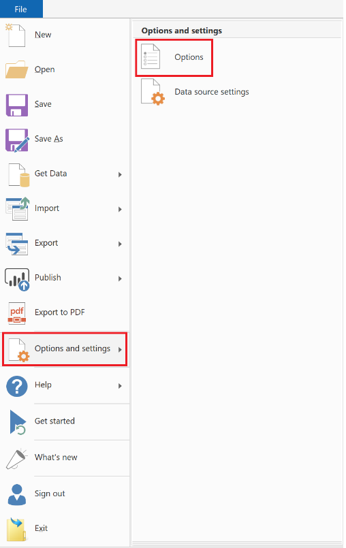 File
New
Open
Save
Save As
Get Data
Import
Export
Publish
pdf
Export to PDF
Options and settings
Help
Get started
What's new
Sign out
Exit
Options and settings
Options
Data source settings